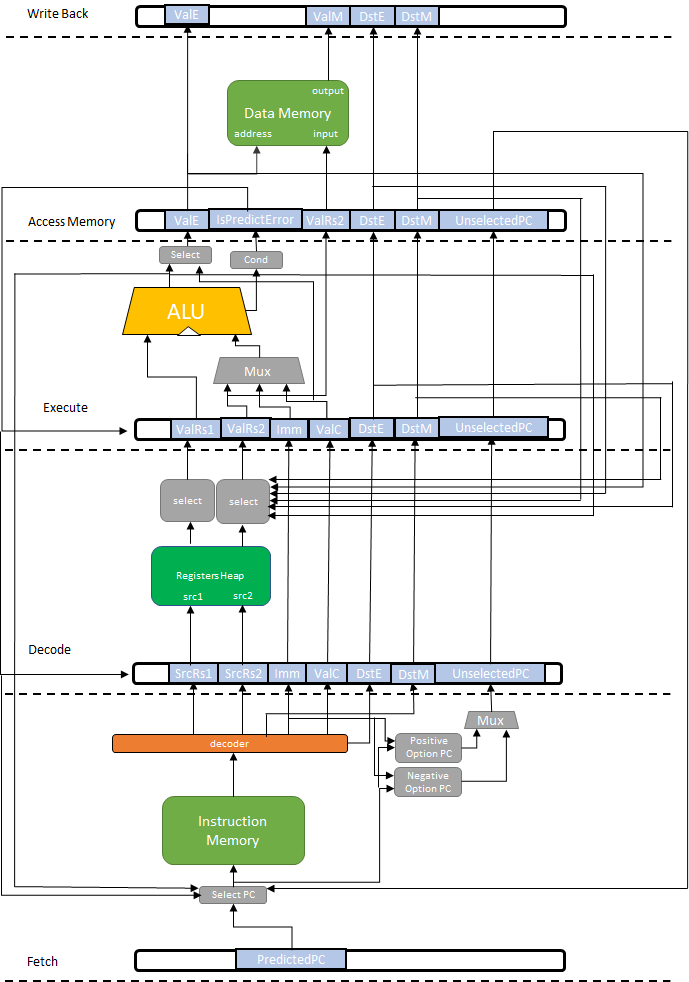 Write Back
ValE
ValM
DstE
DstM
output
Data Memory
address
input
Access Memory
ValE
IsPredictError
ValRs2
DstE
DstM
UnselectedPC
Select
Cond
ALU
Mux
Execute
ValRs1
ValRs2
Imm
ValC
DstE
DstM
UnselectedPC
select
select
Registers Heap
src1
src2
Decode
SrcRs1
SrcRs2
Imm
ValC
DstE
DstM
UnselectedPC
Mux
decoder
Positive
Option PC
Negative
Option PC
Instruction
Memory
Select PC
Fetch
PredictedPC